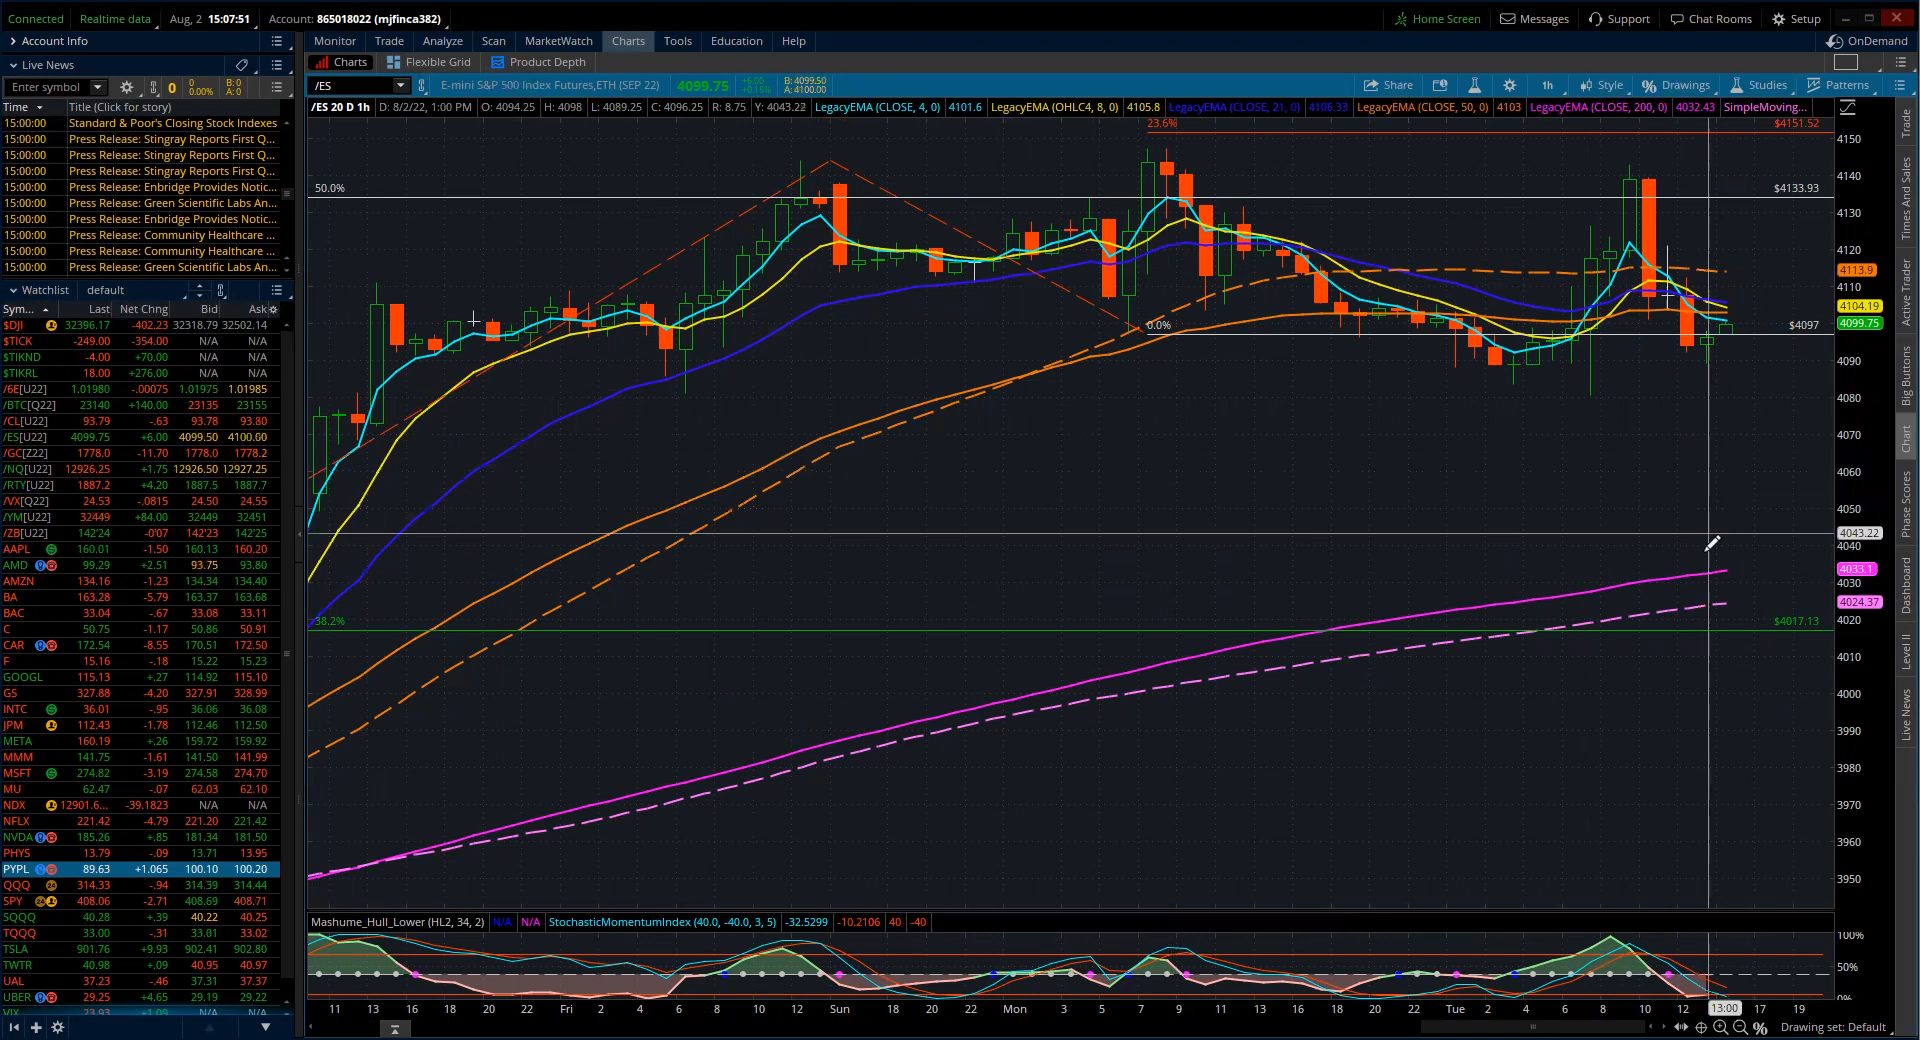 Connected Realtime data Aug, 2 15:07:51 Account: 865018022 (mjfinca382) Home Screen Messages Support Chat Rooms Setup
Account Info Monitor Trade Analyze Scan MarketWatch Charts Tools Education Help OnDemand
Live News Charts Flexible Grid Product Depth
Enter symbol 0 0 0.00% B: 0 A: 0 /ES E-mini S&P 500 Index Futures,ETH (SEP 22) 4099.75 +6.00 +0.15% B: 4099.50 A: 4100.00 Share 1h Style Drawings Studies Patterns
Time Title (Click for story) /ES 20 D 1h D: 8/2/22, 1:00 PM O: 4094.25 H: 4098 L: 4089.25 C: 4096.25 R: 8.75 Y: 4043.22 LegacyEMA (CLOSE, 4, 0) 4101.6 LegacyEMA (OHLC4, 8, 0) 4105.8 LegacyEMA (CLOSE, 21, 0) 4106.33 LegacyEMA (CLOSE, 50, 0) 4103 LegacyEMA (CLOSE, 200, 0) 4032.43 SimpleMoving...
15:00:00 Standard & Poor's Closing Stock Indexes
15:00:00 Press Release: Stingray Reports First Q...
15:00:00 Press Release: Stingray Reports First Q...
15:00:00 Press Release: Stingray Reports First Q...
15:00:00 Press Release: Enbridge Provides Notic...
15:00:00 Press Release: Green Scientific Labs An...
15:00:00 Press Release: Enbridge Provides Notic...
15:00:00 Press Release: Community Healthcare ...
15:00:00 Press Release: Community Healthcare ...
15:00:00 Press Release: Green Scientific Labs An...
Watchlist default
Sym... Last Net Chng Bid Ask
$DJI 32396.17 -402.23 32318.79 32502.14
$TICK -249.00 -354.00 N/A N/A
$TIKND -4.00 +70.00 N/A N/A
$TIKRL 18.00 +276.00 N/A N/A
/6E[U22] 1.01980 -.00075 1.01975 1.01985
/BTC[Q22] 23140 +140.00 23135 23155
/CL[U22] 93.79 -.63 93.78 93.80
/ES[U22] 4099.75 +6.00 4099.50 4100.00
/GC[Z22] 1778.0 -11.70 1778.0 1778.2
/NQ[U22] 12926.25 +1.75 12926.50 12927.25
/RTY[U22] 1887.2 +4.20 1887.5 1887.7
/VX[Q22] 24.53 -.0815 24.50 24.55
/YM[U22] 32449 +84.00 32449 32451
/ZB[U22] 142'24 -0'07 142'23 142'25
AAPL 160.01 -1.50 160.13 160.20
AMD 99.29 +2.51 93.75 93.80
AMZN 134.16 -1.23 134.34 134.40
BA 163.28 -5.79 163.37 163.68
BAC 33.04 -.67 33.08 33.11
C 50.75 -1.17 50.86 50.91
CAR 172.54 -8.55 170.51 172.50
F 15.16 -.18 15.22 15.23
GOOGL 115.13 +.27 114.92 115.10
GS 327.88 -4.20 327.91 328.99
INTC 36.01 -.95 36.06 36.08
JPM 112.43 -1.78 112.46 112.50
META 160.19 +.26 159.72 159.92
MMM 141.75 -1.61 141.50 141.99
MSFT 274.82 -3.19 274.58 274.70
MU 62.47 -.07 62.03 62.10
NDX 12901.6... -39.1823 N/A N/A
NFLX 221.42 -4.79 221.20 221.42
NVDA 185.26 +.85 181.34 181.50
PHYS 13.79 -.09 13.71 13.95
PYPL 89.63 +1.065 100.10 100.20
QQQ 314.33 -.94 314.39 314.44
SPY 408.06 -2.71 408.69 408.71
SQQQ 40.28 +.39 40.22 40.25
TQQQ 33.00 -.31 33.01 33.02
TSLA 901.76 +9.93 902.41 902.80
TWTR 40.98 +.09 40.95 40.97
UAL 37.23 -.46 37.31 37.37
UBER 29.25 +4.65 29.19 29.22
VIX 23.93 +1.09 N/A N/A
23.6% $4151.52
50.0% $4133.93
0.0% $4097
38.2% $4017.13
4150
4140
4130
4120
4113.9
4110
4104.19
4099.75
4090
4080
4070
4060
4050
4043.22
4040
4033.1
4030
4024.37
4020
4010
4000
3990
3980
3970
3960
3950
Mashume_Hull_Lower (HL2, 34, 2) N/A N/A StochasticMomentumIndex (40.0, -40.0, 3, 5) -32.5299 -10.2106 40 -40
100%
50%
0%
11 13 16 18 20 22 Fri 2 4 6 8 10 12 Sun 18 20 22 Mon 3 5 7 9 11 13 16 18 20 22 Tue 2 4 6 8 10 12 13:00 17 19
Drawing set: Default
Trade
Times And Sales
Active Trader
Big Buttons
Chart
Phase Scores
Dashboard
Level II
Live News